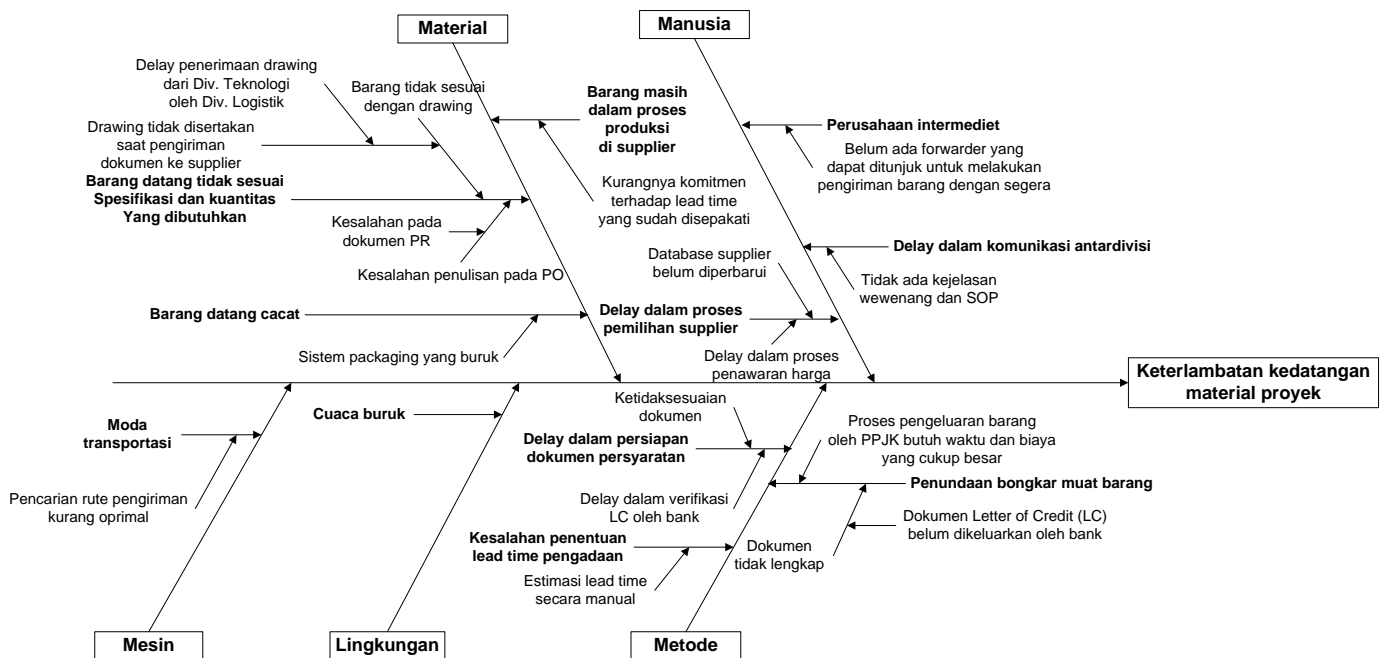 Material
Manusia
Delay penerimaan drawing
dari Div. Teknologi
oleh Div. Logistik
Barang tidak sesuai
dengan drawing
Drawing tidak disertakan
saat pengiriman
dokumen ke supplier
Barang datang tidak sesuai
Spesifikasi dan kuantitas
Yang dibutuhkan
Kesalahan pada
dokumen PR
Kesalahan penulisan pada PO
Barang datang cacat
Sistem packaging yang buruk
Barang masih
dalam proses
produksi
di supplier
Kurangnya komitmen
terhadap lead time
yang sudah disepakati
Perusahaan intermediet
Belum ada forwarder yang
dapat ditunjuk untuk melakukan
pengiriman barang dengan segera
Delay dalam komunikasi antardivisi
Tidak ada kejelasan
wewenang dan SOP
Database supplier
belum diperbarui
Delay dalam proses
pemilihan supplier
Delay dalam proses
penawaran harga
Keterlambatan kedatangan
material proyek
Moda
transportasi
Pencarian rute pengiriman
kurang oprimal
Cuaca buruk
Ketidaksesuaian
dokumen
Delay dalam persiapan
dokumen persyaratan
Delay dalam verifikasi
LC oleh bank
Kesalahan penentuan
lead time pengadaan
Estimasi lead time
secara manual
Proses pengeluaran barang
oleh PPJK butuh waktu dan biaya
yang cukup besar
Penundaan bongkar muat barang
Dokumen Letter of Credit (LC)
belum dikeluarkan oleh bank
Dokumen
tidak lengkap
Mesin
Lingkungan
Metode